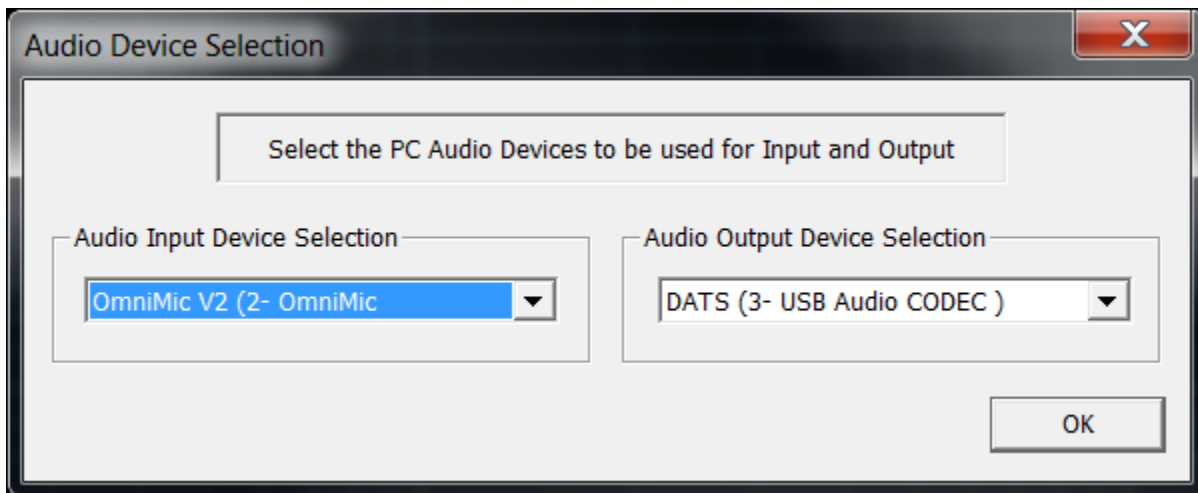 Audio Device Selection
Select the PC Audio Devices to be used for Input and Output
Audio Input Device Selection
Audio Output Device Selection
OmniMic V2 (2- OmniMic
DATS (3- USB Audio CODEC )
OK